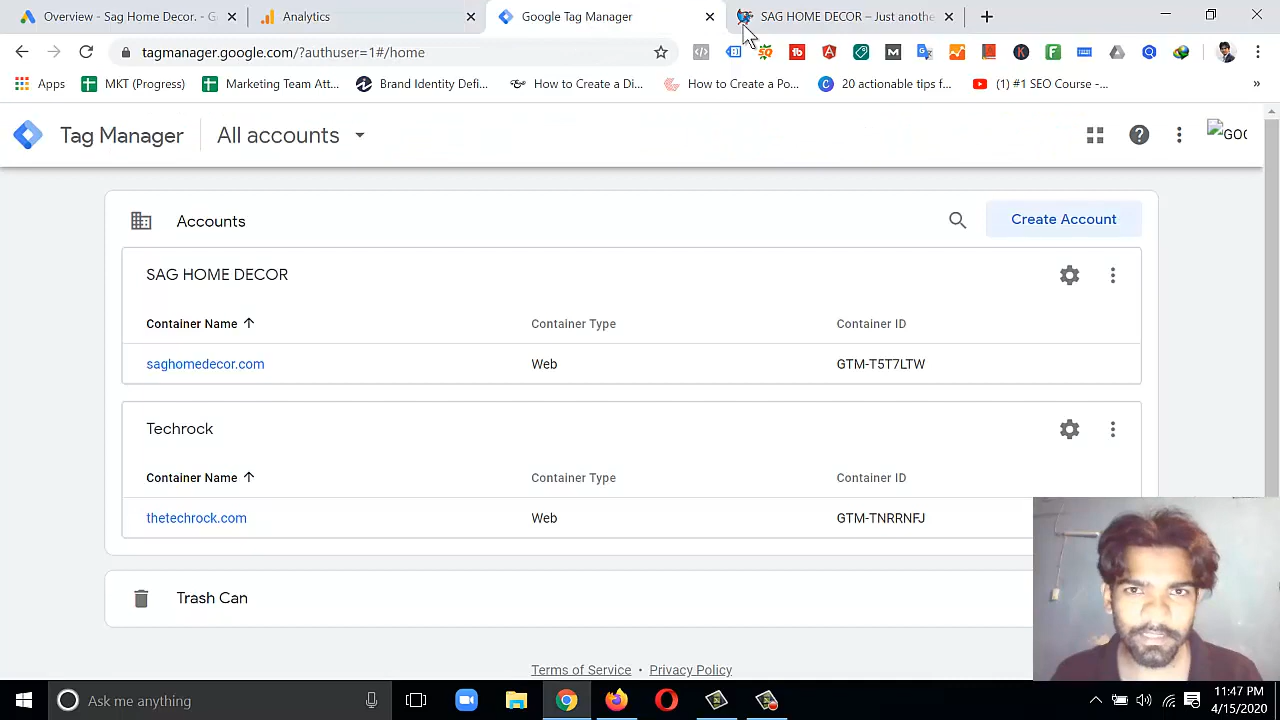 Overview - Sag Home Decor. - G
Analytics
Google Tag Manager
SAG HOME DECOR – Just anothe
tagmanager.google.com/?authuser=1#/home
Apps
MKT (Progress)
Marketing Team Att...
Brand Identity Defi...
How to Create a Di...
How to Create a Po...
20 actionable tips f...
(1) #1 SEO Course -...
»
Tag Manager
All accounts
GOO
Accounts
Create Account
SAG HOME DECOR
Container Name
Container Type
Container ID
saghomedecor.com
Web
GTM-T5T7LTW
Techrock
Container Name
Container Type
Container ID
thetechrock.com
Web
GTM-TNRRNFJ
Trash Can
Terms of Service • Privacy Policy
Ask me anything
11:47 PM
4/15/2020